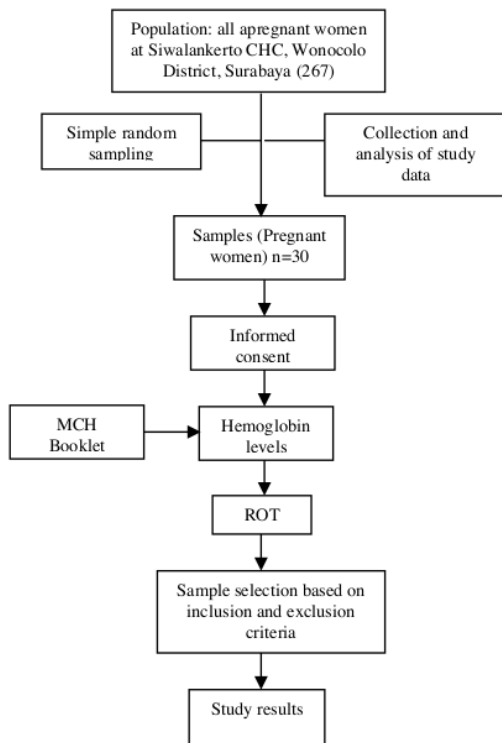 Population: all apregnant women
at Siwalankerto CHC, Wonocolo
District, Surabaya (267)
Simple random
sampling
Collection and
analysis of study
data
Samples (Pregnant
women) n=30
Informed
consent
MCH
Booklet
Hemoglobin
levels
ROT
Sample selection based on
inclusion and exclusion
criteria
Study results